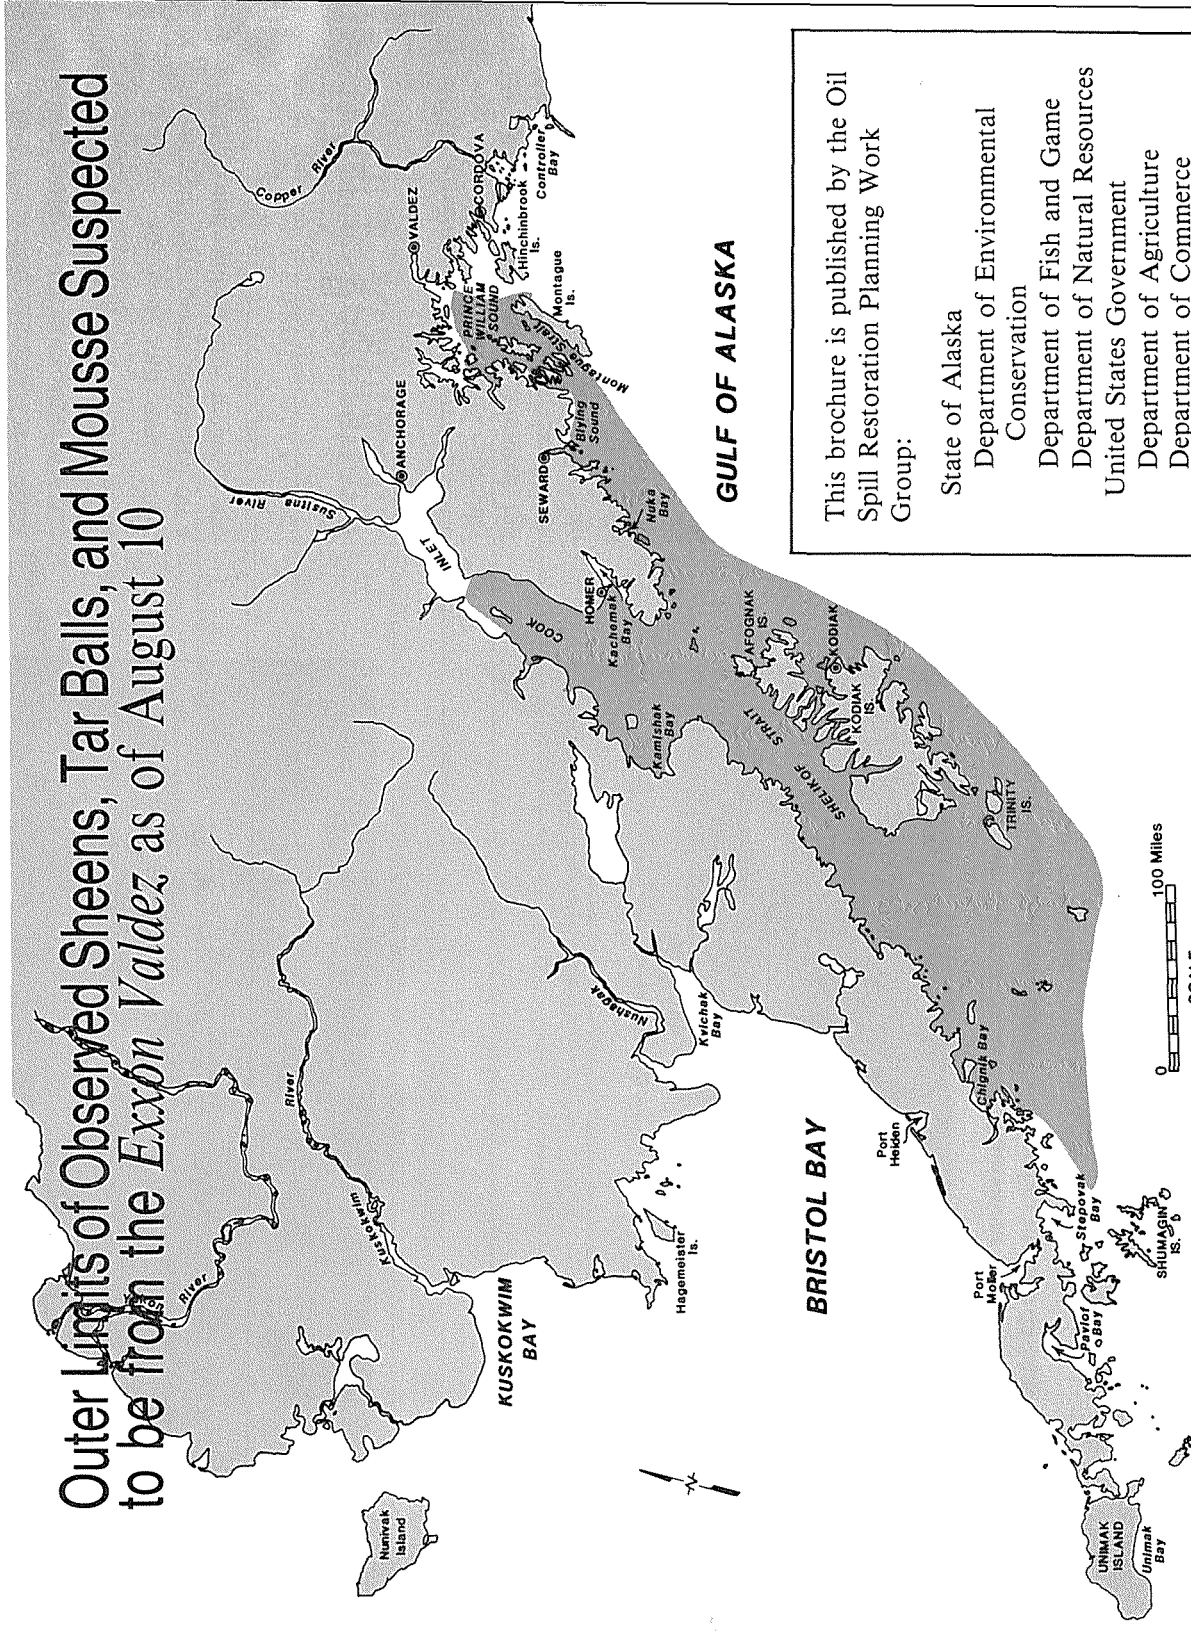 Outer Limits of Observed Sheens, Tar Balls, and Mousse Suspected
to be from the Exxon Valdez as of August 10
Nunivak
Island
KUSKOKWIM
BAY
River
Kuskokwim
River
Hagemeister
Is.
Nushagak
Kvichak
Bay
BRISTOL BAY
Port
Heiden
Port
Moller
Pavlof
Bay
UNIMAK
ISLAND
Unimak
Bay
Stepovak
Bay
SHUMAGIN
IS.
Chignik Bay
Susitna
River
Copper River
ANCHORAGE
VALDEZ
CORDOVA
PRINCE
WILLIAM
SOUND
Hinchinbrook
Is.
Controller
Bay
Montague
Is.
Montague Strait
SEWARD
Blying
Sound
Nuka
Bay
COOK
INLET
HOMER
Kachemak
Bay
Kamishak
Bay
AFOGNAK
IS.
KODIAK
KODIAK
IS.
SHELIKOF STRAIT
TRINITY
IS.
GULF OF ALASKA
0 100 Miles
This brochure is published by the Oil
Spill Restoration Planning Work
Group:
State of Alaska
Department of Environmental
Conservation
Department of Fish and Game
Department of Natural Resources
United States Government
Department of Agriculture
Department of Commerce